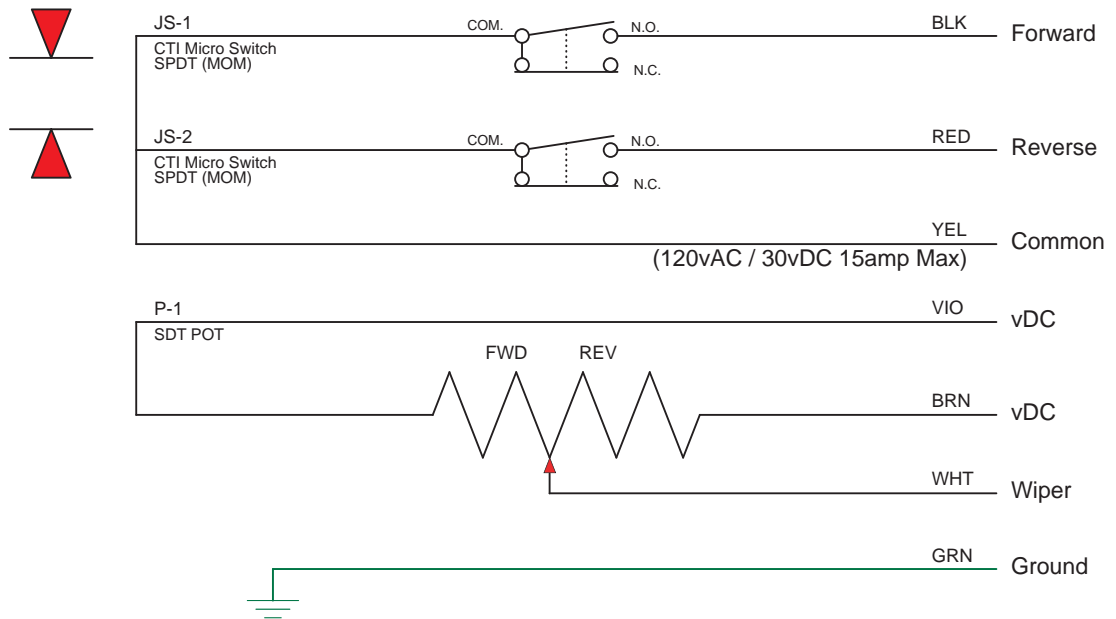 JS-1 COM. N.O. BLK Forward
CTI Micro Switch
SPDT (MOM)
N.C.
JS-2 COM. N.O. RED Reverse
CTI Micro Switch
SPDT (MOM)
N.C.
YEL Common
(120vAC / 30vDC 15amp Max)
P-1 VIO vDC
SDT POT
FWD REV
BRN vDC
WHT Wiper
GRN Ground